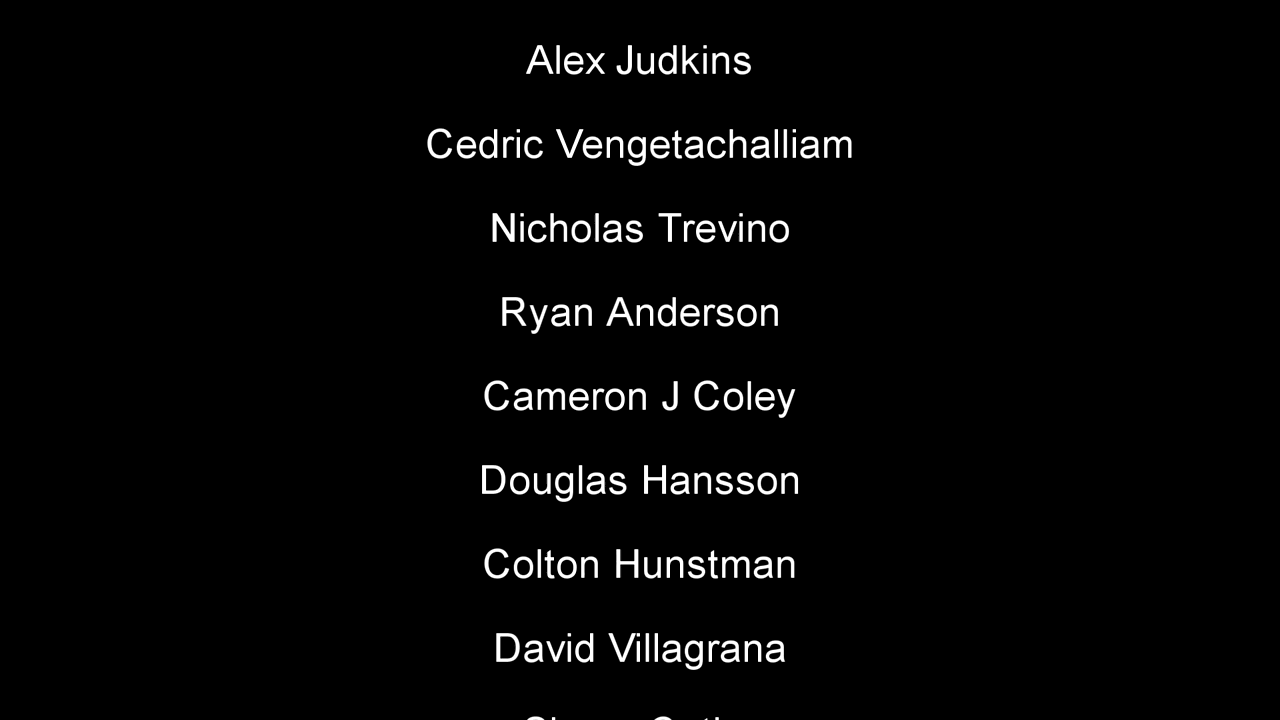 Alex Judkins
Cedric Vengetachalliam
Nicholas Trevino
Ryan Anderson
Cameron J Coley
Douglas Hansson
Colton Hunstman
David Villagrana